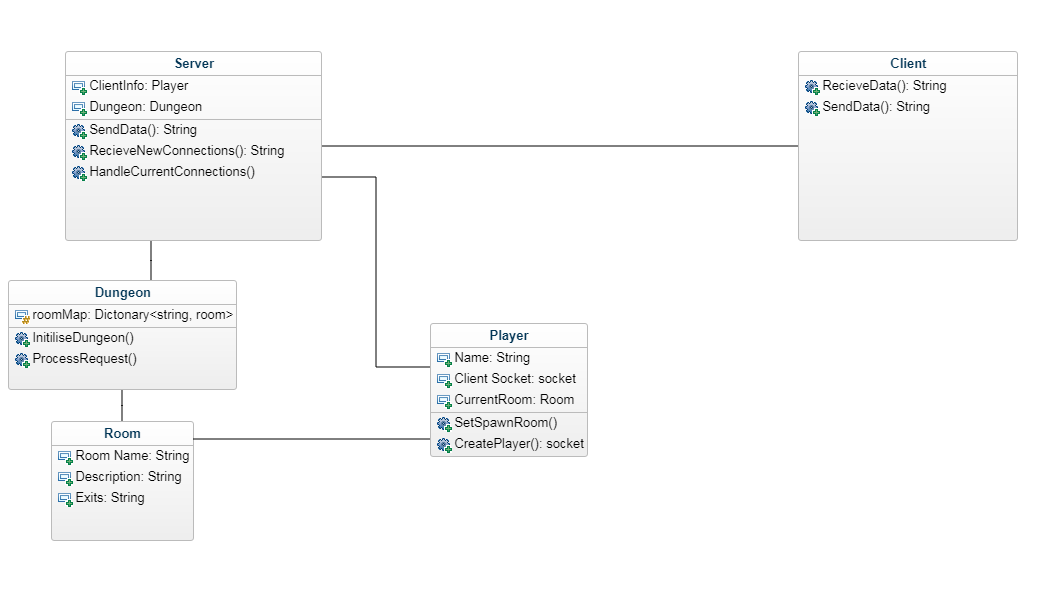 Server
ClientInfo: Player
Dungeon: Dungeon
SendData(): String
RecieveNewConnections(): String
HandleCurrentConnections()
Client
RecieveData(): String
SendData(): String
Dungeon
roomMap: Dictonary<string, room>
InitiliseDungeon()
ProcessRequest()
Player
Name: String
Client Socket: socket
CurrentRoom: Room
SetSpawnRoom()
CreatePlayer(): socket
Room
Room Name: String
Description: String
Exits: String